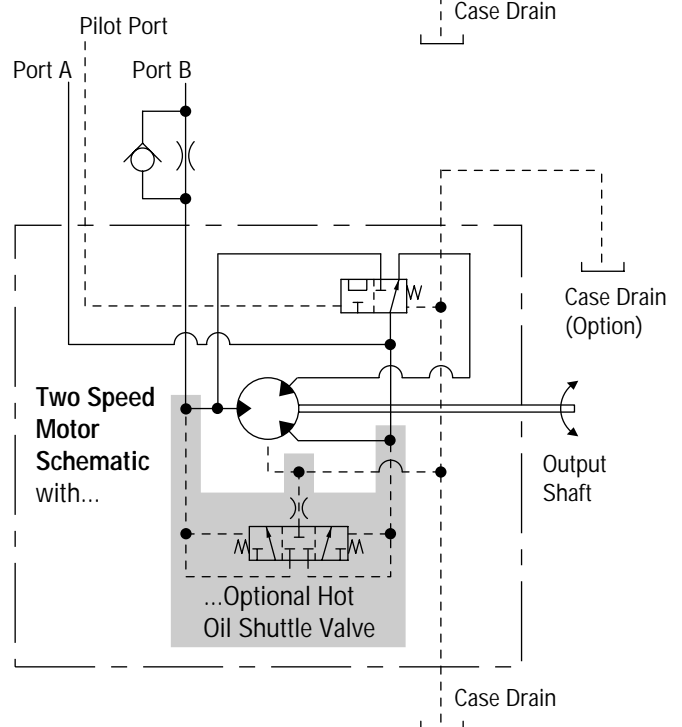 Case Drain
Pilot Port
Port A
Port B
Case Drain
(Option)
Two Speed
Motor
Schematic
with...
Output
Shaft
...Optional Hot
Oil Shuttle Valve
Case Drain